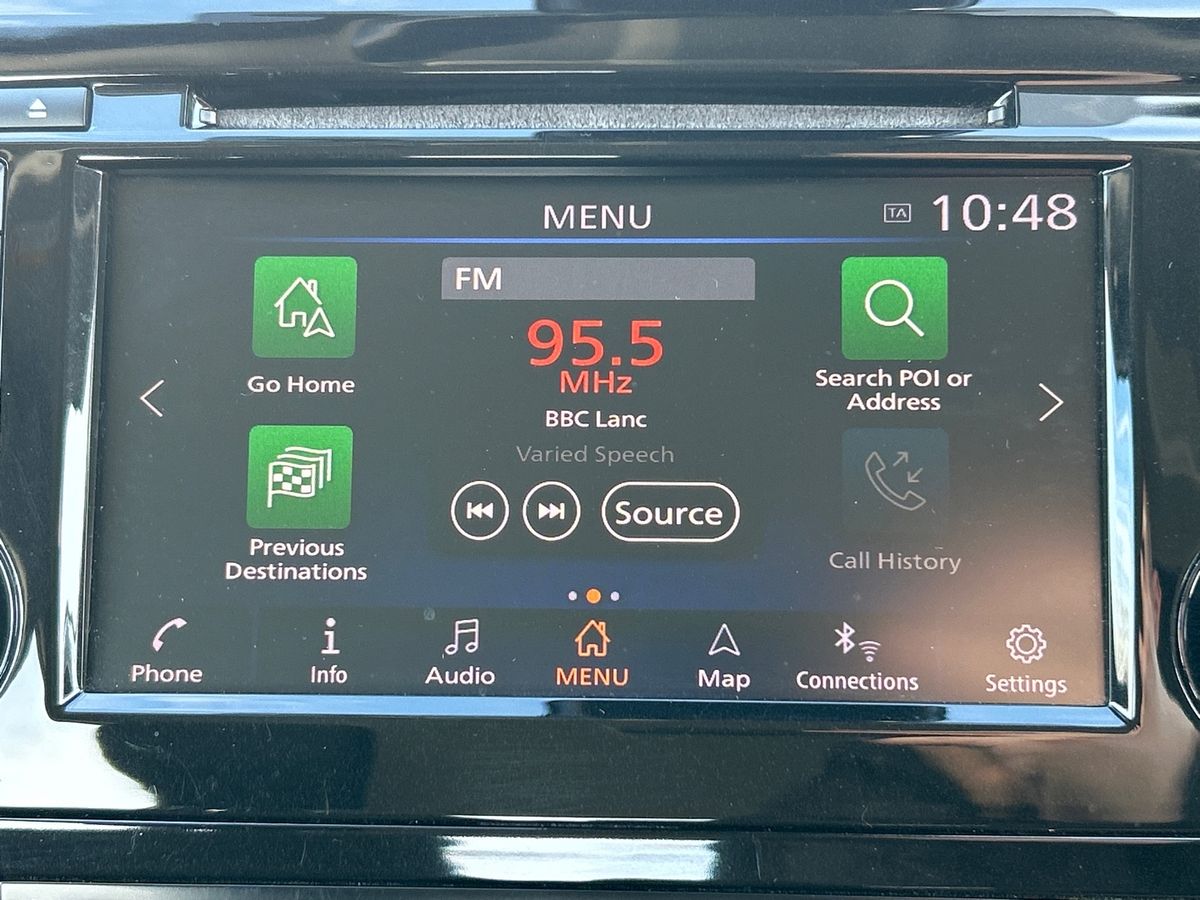 MENU
TA 10:48
Go Home
FM
95.5
MHz
BBC Lanc
Varied Speech
Source
Search POI or
Address
Previous
Destinations
Call History
Phone
Info
Audio
MENU
Map
Connections
Settings